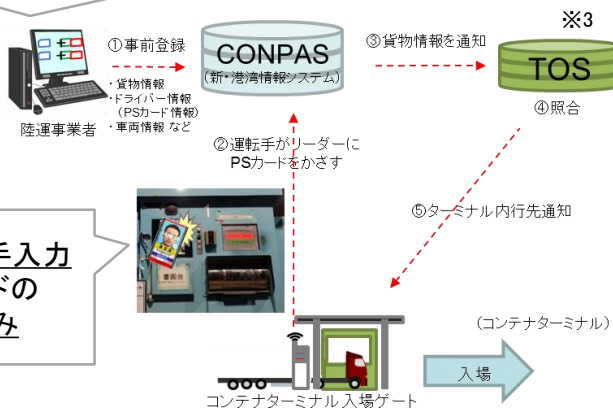 ※3
①事前登録
・貨物情報
・ドライバー情報
（PSカード情報）
・車両情報 など
陸運事業者
CONPAS
（新・港湾情報システム）
③貨物情報を通知
TOS
④照合
②運転手がリーダーに
PSカードをかざす
書面台
手入力
ドの
み
⑤ターミナル内行先通知
（コンテナターミナル）
入場
コンテナターミナル入場ゲート